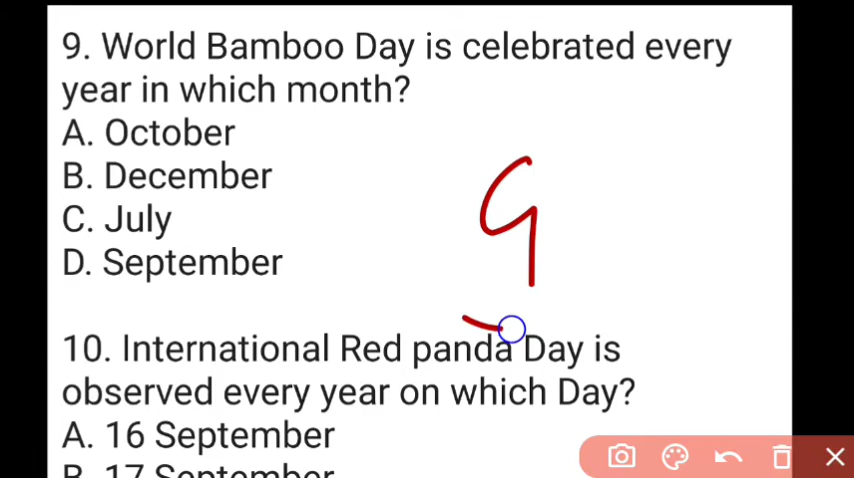 9. World Bamboo Day is celebrated every
year in which month?
A. October
B. December
C. July
D. September
9
10. International Red panda Day is
observed every year on which Day?
A. 16 September
B. 17 September